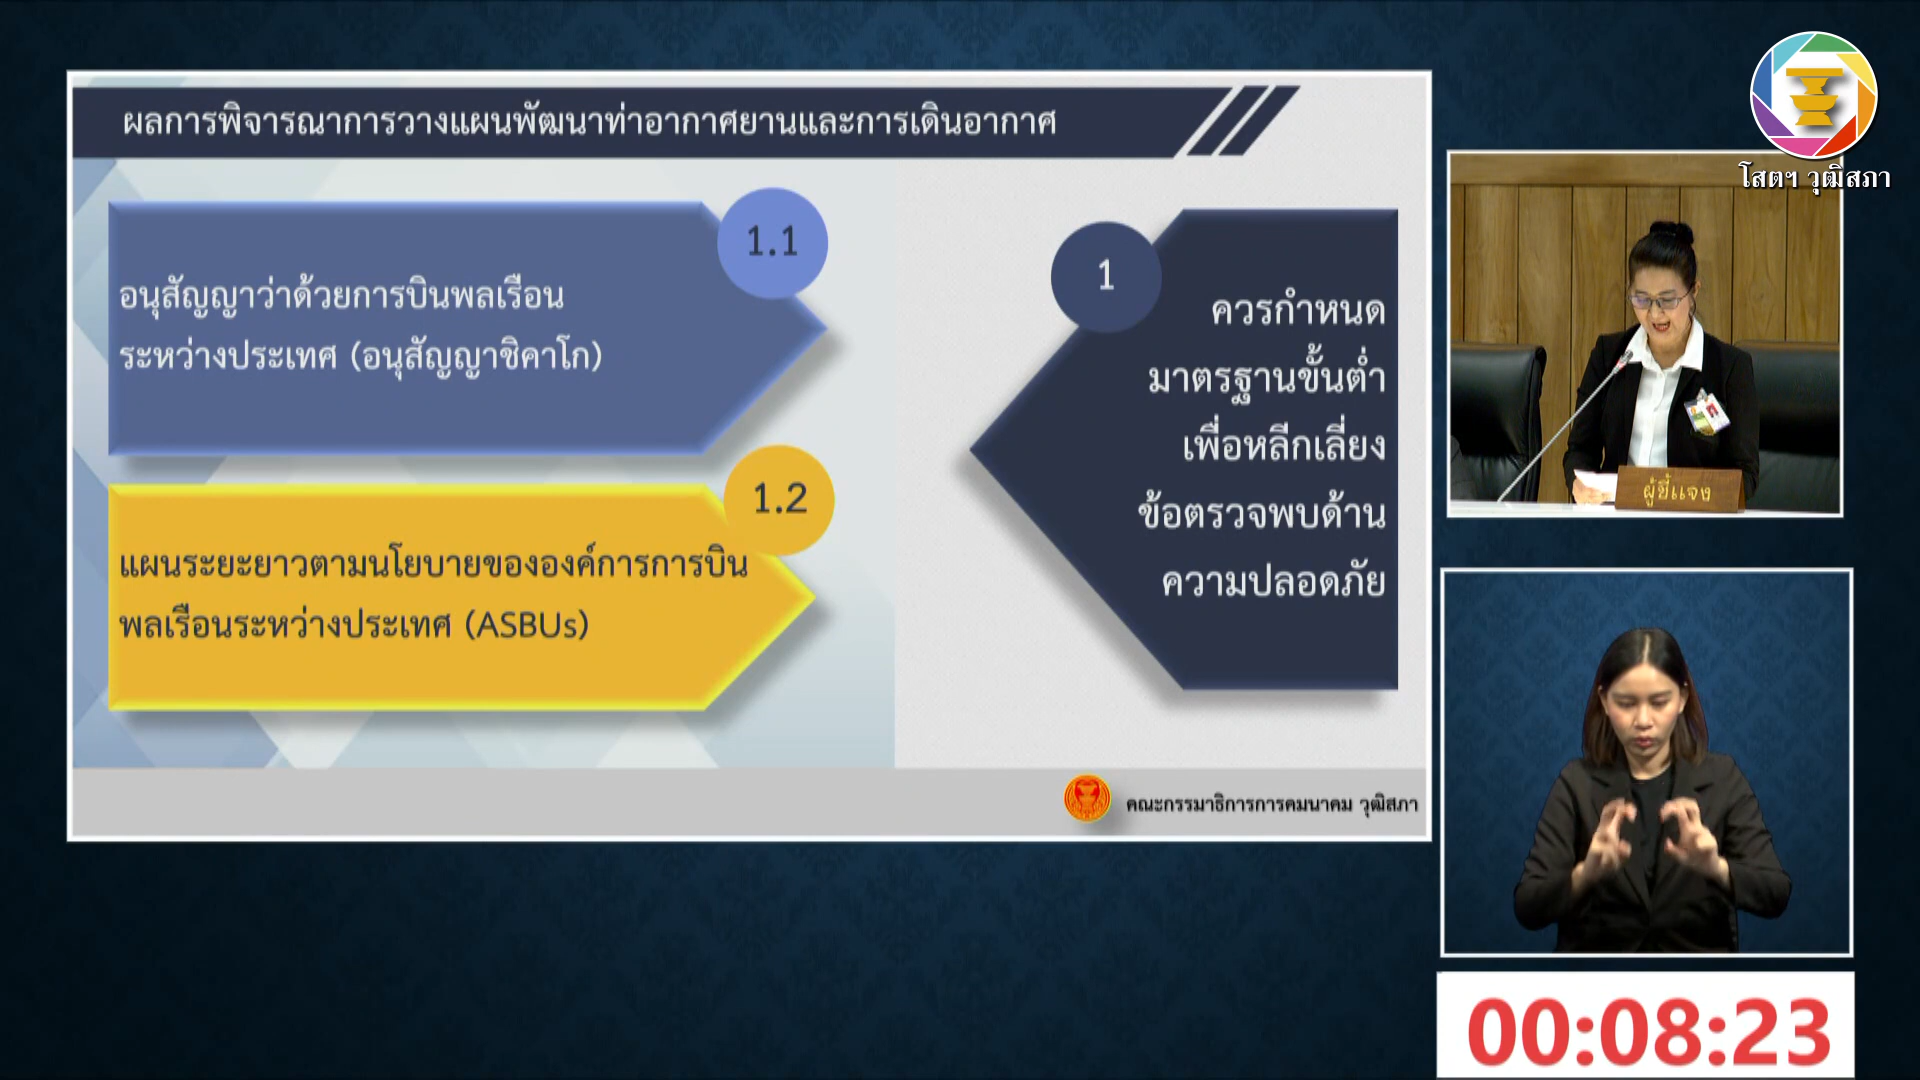 ผลการพิจารณาการวางแผนพัฒนาท่าอากาศยานและการเดินอากาศ
1.1
อนุสัญญาว่าด้วยการบินพลเรือน
ระหว่างประเทศ (อนุสัญญาชิคาโก)
1.2
แผนระยะยาวตามนโยบายขององค์การการบิน
พลเรือนระหว่างประเทศ (ASBUs)
1
ควรกำหนด
มาตรฐานขั้นต่ำ
เพื่อหลีกเลี่ยง
ข้อตรวจพบด้าน
ความปลอดภัย
คณะกรรมาธิการการคมนาคม วุฒิสภา
โสตฯ วุฒิสภา
ผู้ชี้แจง
00:08:23